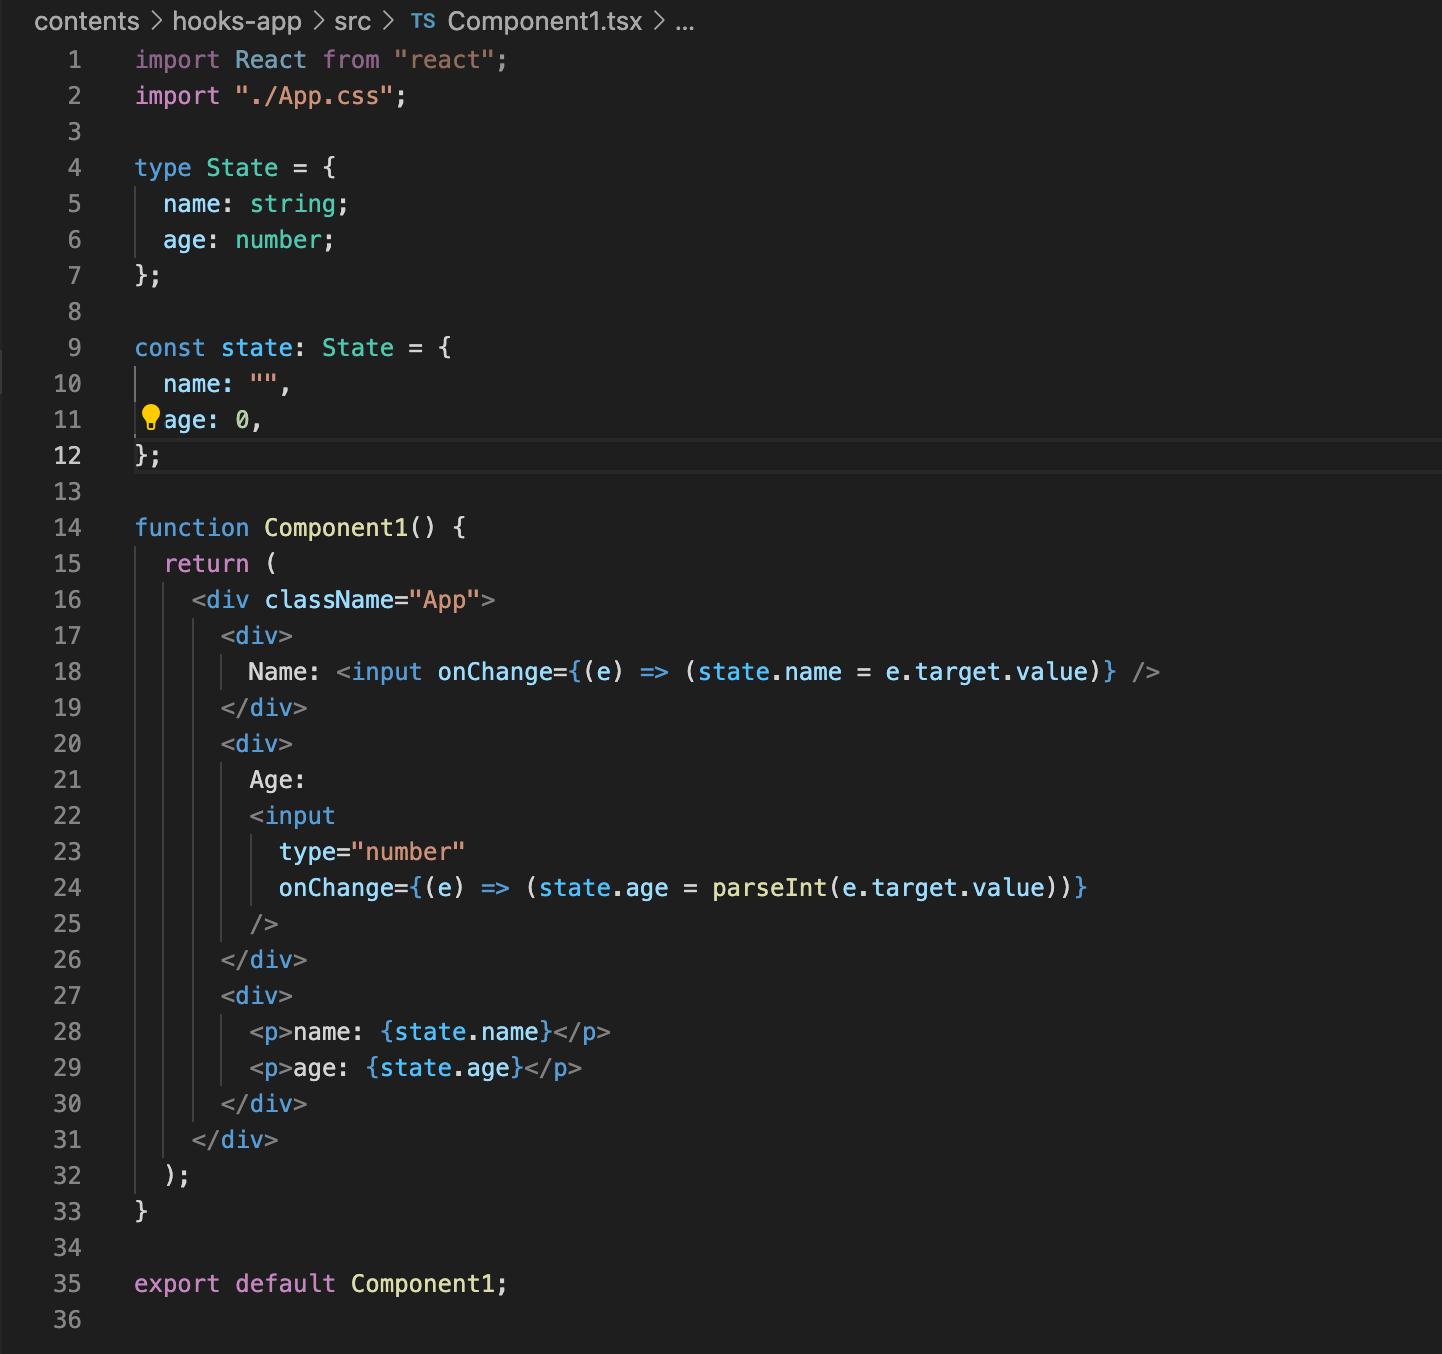 contents > hooks-app > src > TS Component1.tsx > ...
1 import React from "react";
2 import "./App.css";
3
4 type State = {
5   name: string;
6   age: number;
7 };
8
9 const state: State = {
10   name: "",
11   age: 0,
12 };
13
14 function Component1() {
15   return (
16     <div className="App">
17       <div>
18         Name: <input onChange={(e) => (state.name = e.target.value)} />
19       </div>
20       <div>
21         Age:
22         <input
23           type="number"
24           onChange={(e) => (state.age = parseInt(e.target.value))}
25         />
26       </div>
27       <div>
28         <p>name: {state.name}</p>
29         <p>age: {state.age}</p>
30       </div>
31     </div>
32   );
33 }
34
35 export default Component1;
36